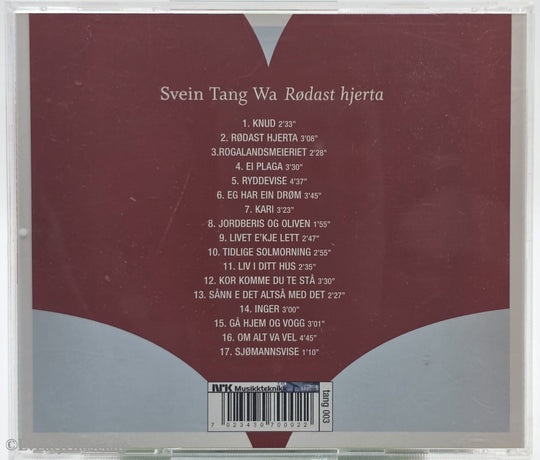 Svein Tang Wa Rødast hjerta
1. KNUD 2'33"
2. RØDAST HJERTA 3'08"
3.ROGALANDSMEIERIET 2'28"
4. EI PLAGA 3'30"
5. RYDDEVISE 4'37"
6. EG HAR EIN DRØM 3'45"
7. KARI 3'23"
8. JORDBERIS OG OLIVEN 1'55"
9. LIVET E'KJE LETT 2'47"
10. TIDLIGE SOLMORNING 2'55"
11. LIV I DITT HUS 2'35"
12. KOR KOMME DU TE STÅ 3'30"
13. SÅNN E DET ALTSÅ MED DET 2'27"
14. INGER 3'00"
15. GÅ HJEM OG VOGG 3'01"
16. OM ALT VA VEL 4'45"
17. SJØMANNSVISE 1'10"
NRK Musikkteknikk
tang 003
7 023430 700022